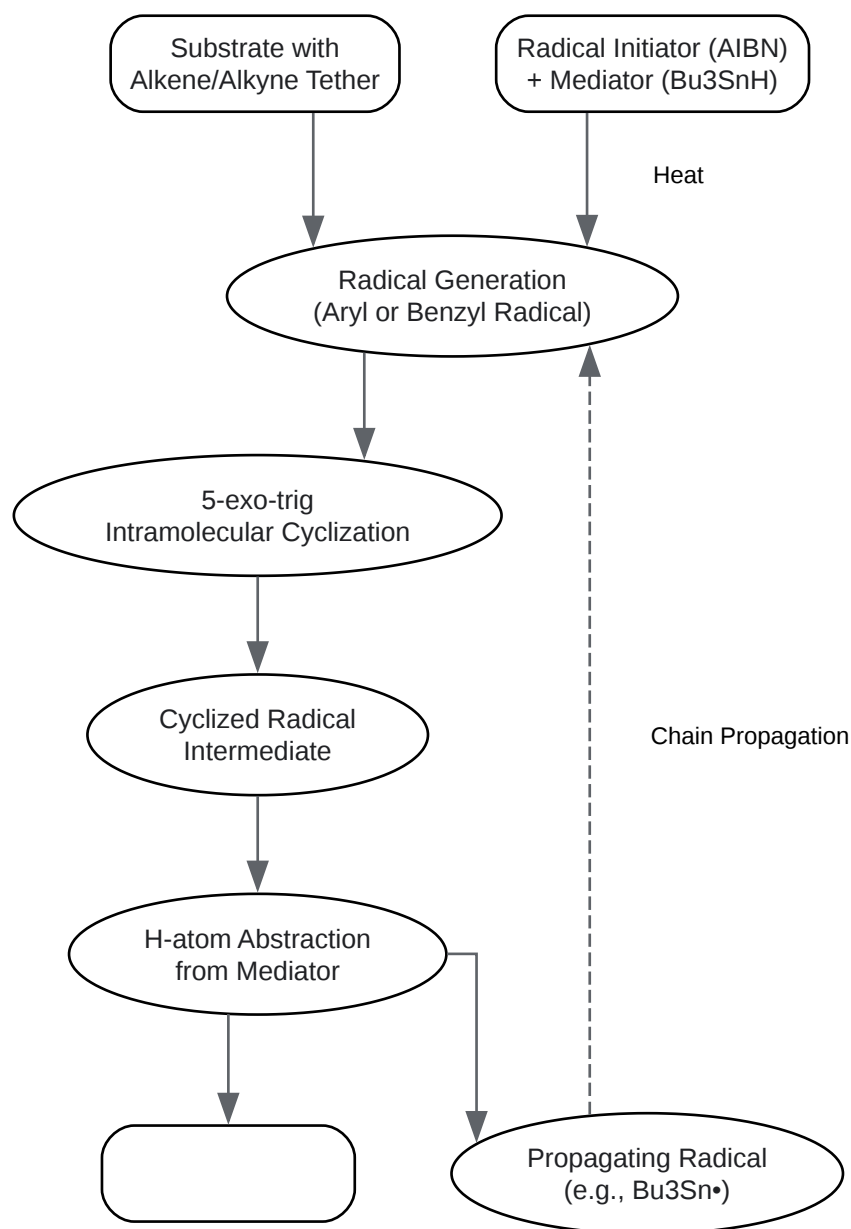 Substrate with
Alkene/Alkyne Tether
Radical Initiator (AIBN)
+ Mediator (Bu3SnH)
Heat
Radical Generation
(Aryl or Benzyl Radical)
5-exo-trig
Intramolecular Cyclization
Cyclized Radical
Intermediate
Chain Propagation
H-atom Abstraction
from Mediator
Propagating Radical
(e.g., Bu3Sn•)